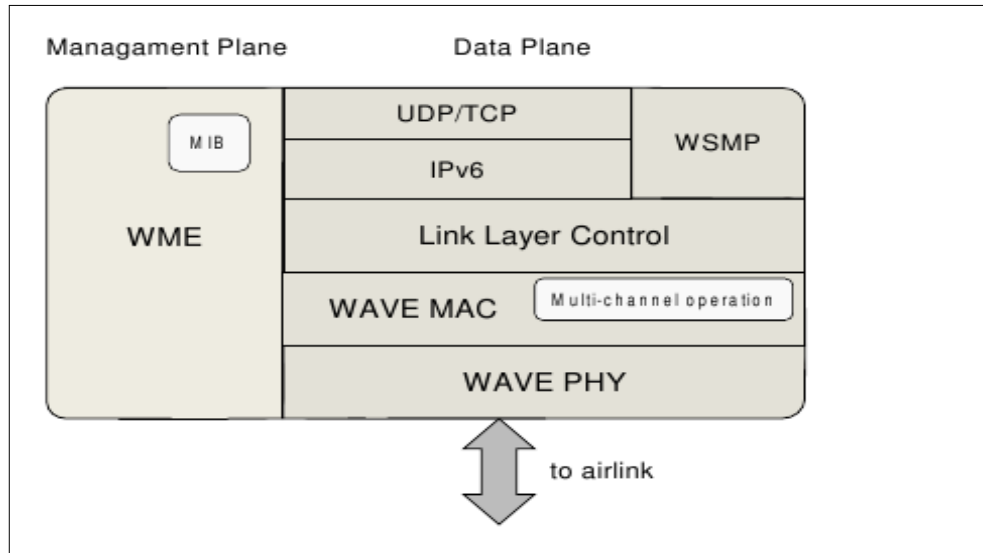 Managament Plane
Data Plane
MIB
WME
UDP/TCP
IPv6
WSMP
Link Layer Control
WAVE MAC
Multi-channel operation
WAVE PHY
to airlink